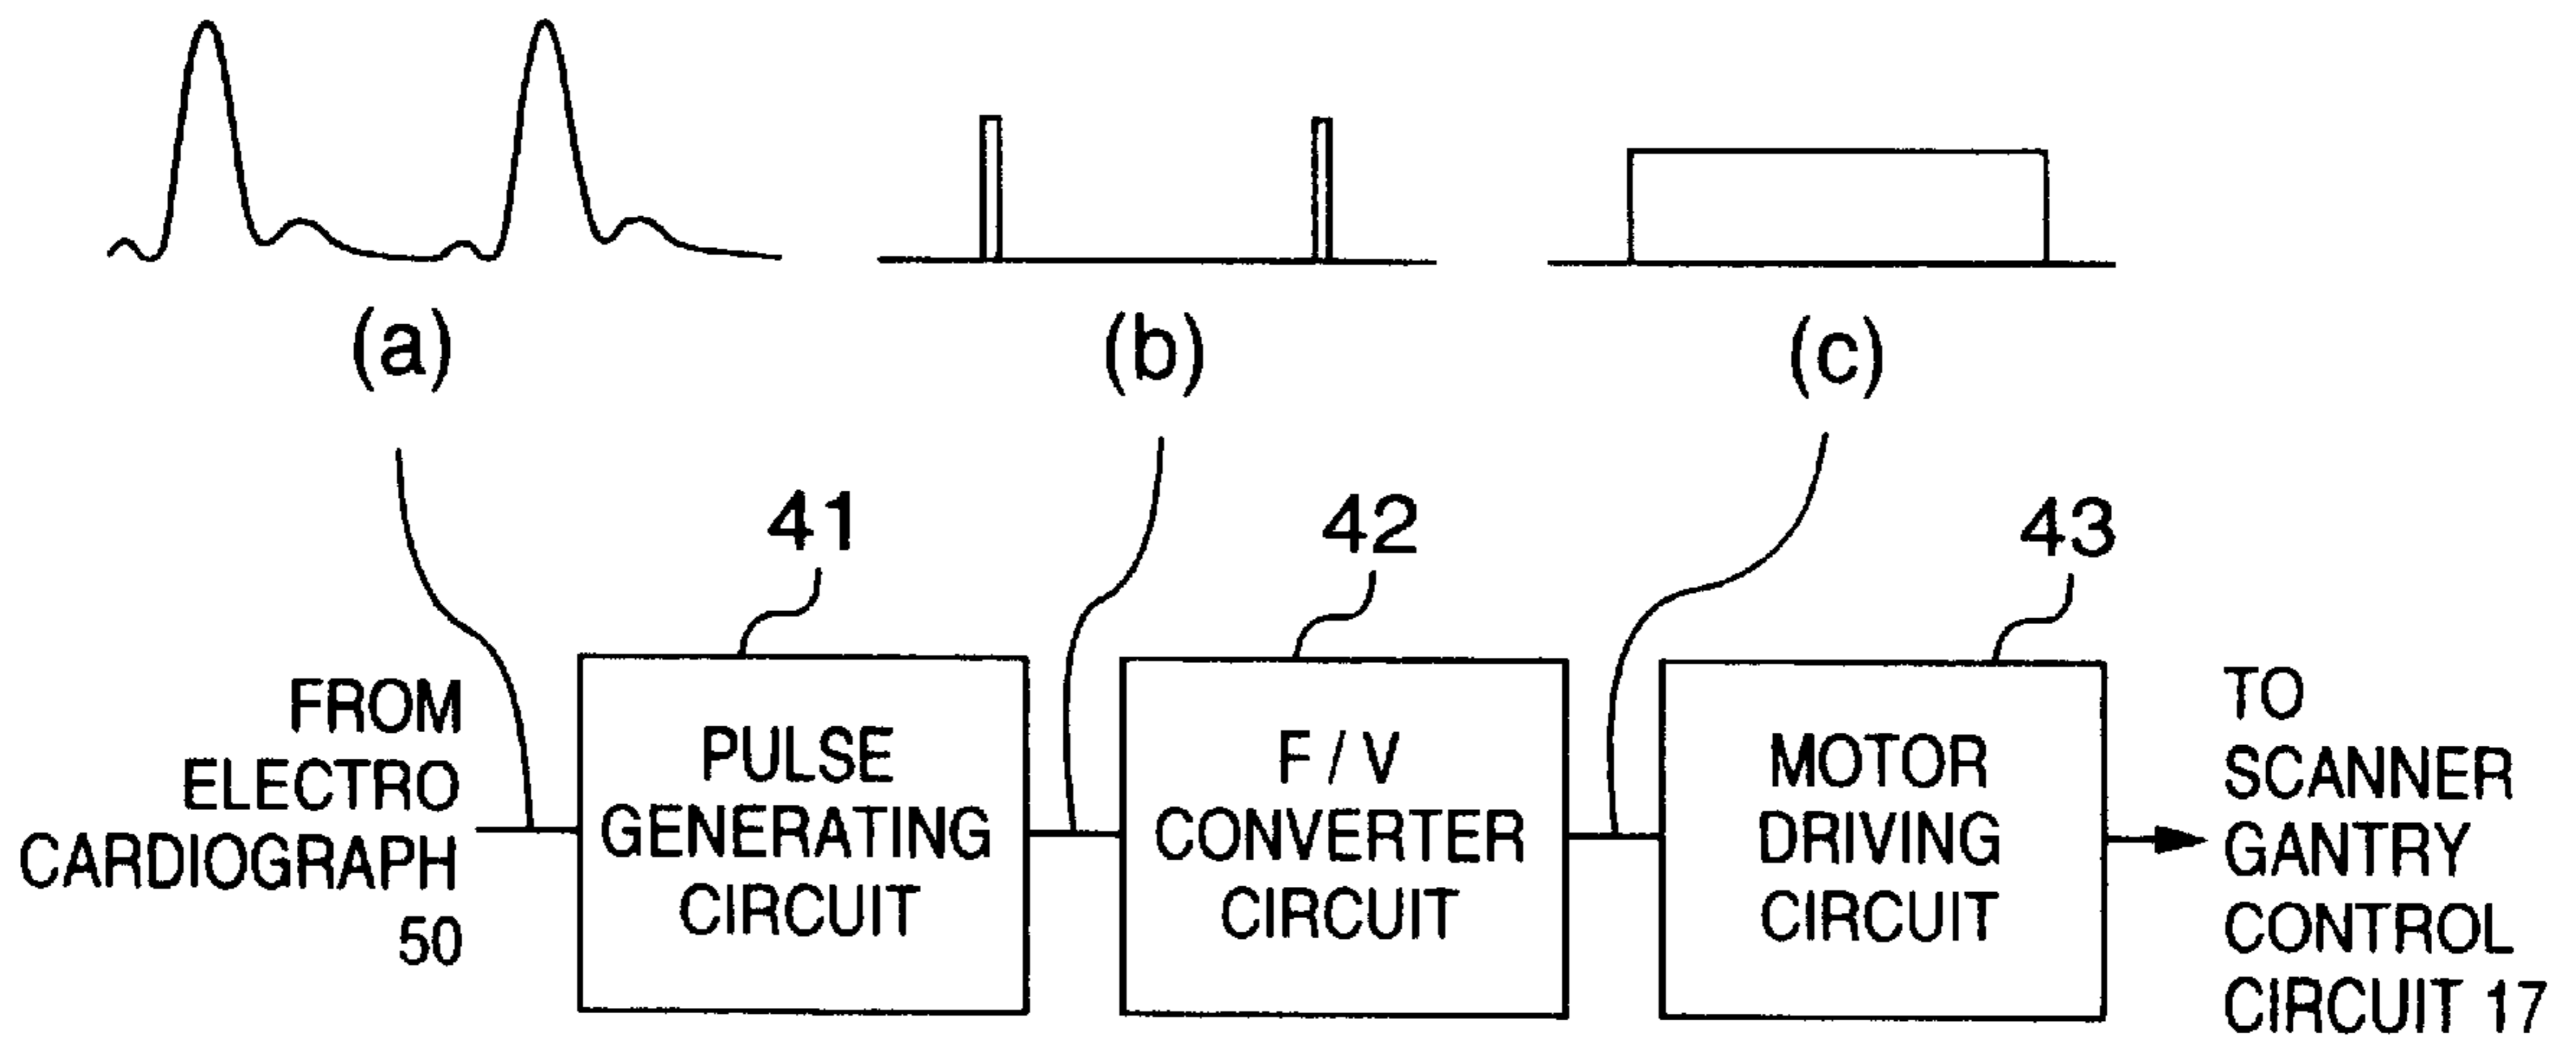 (a)
(b)
(c)
41
42
43
FROM
ELECTRO
CARDIOGRAPH
50
PULSE
GENERATING
CIRCUIT
F / V
CONVERTER
CIRCUIT
MOTOR
DRIVING
CIRCUIT
TO
SCANNER
GANTRY
CONTROL
CIRCUIT 17